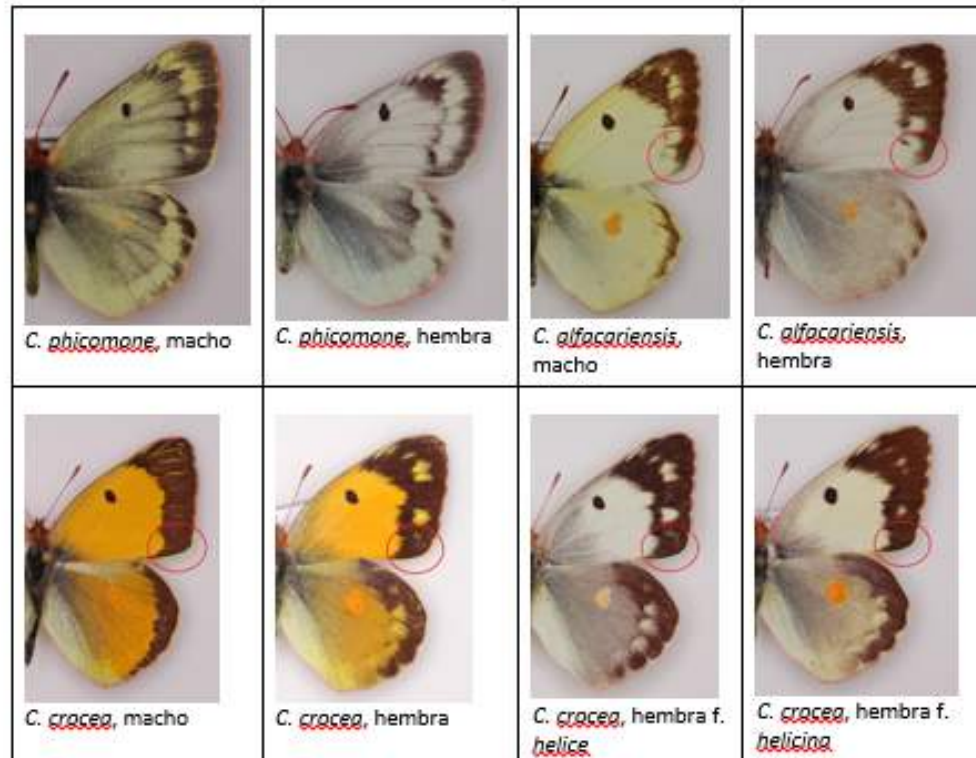 C. phicomone, macho
C. phicomone, hembra
C. alfacariensis,
macho
C. alfacariensis,
hembra
C. crocea, macho
C. crocea, hembra
C. crocea, hembra f.
helice
C. crocea, hembra f.
helicina